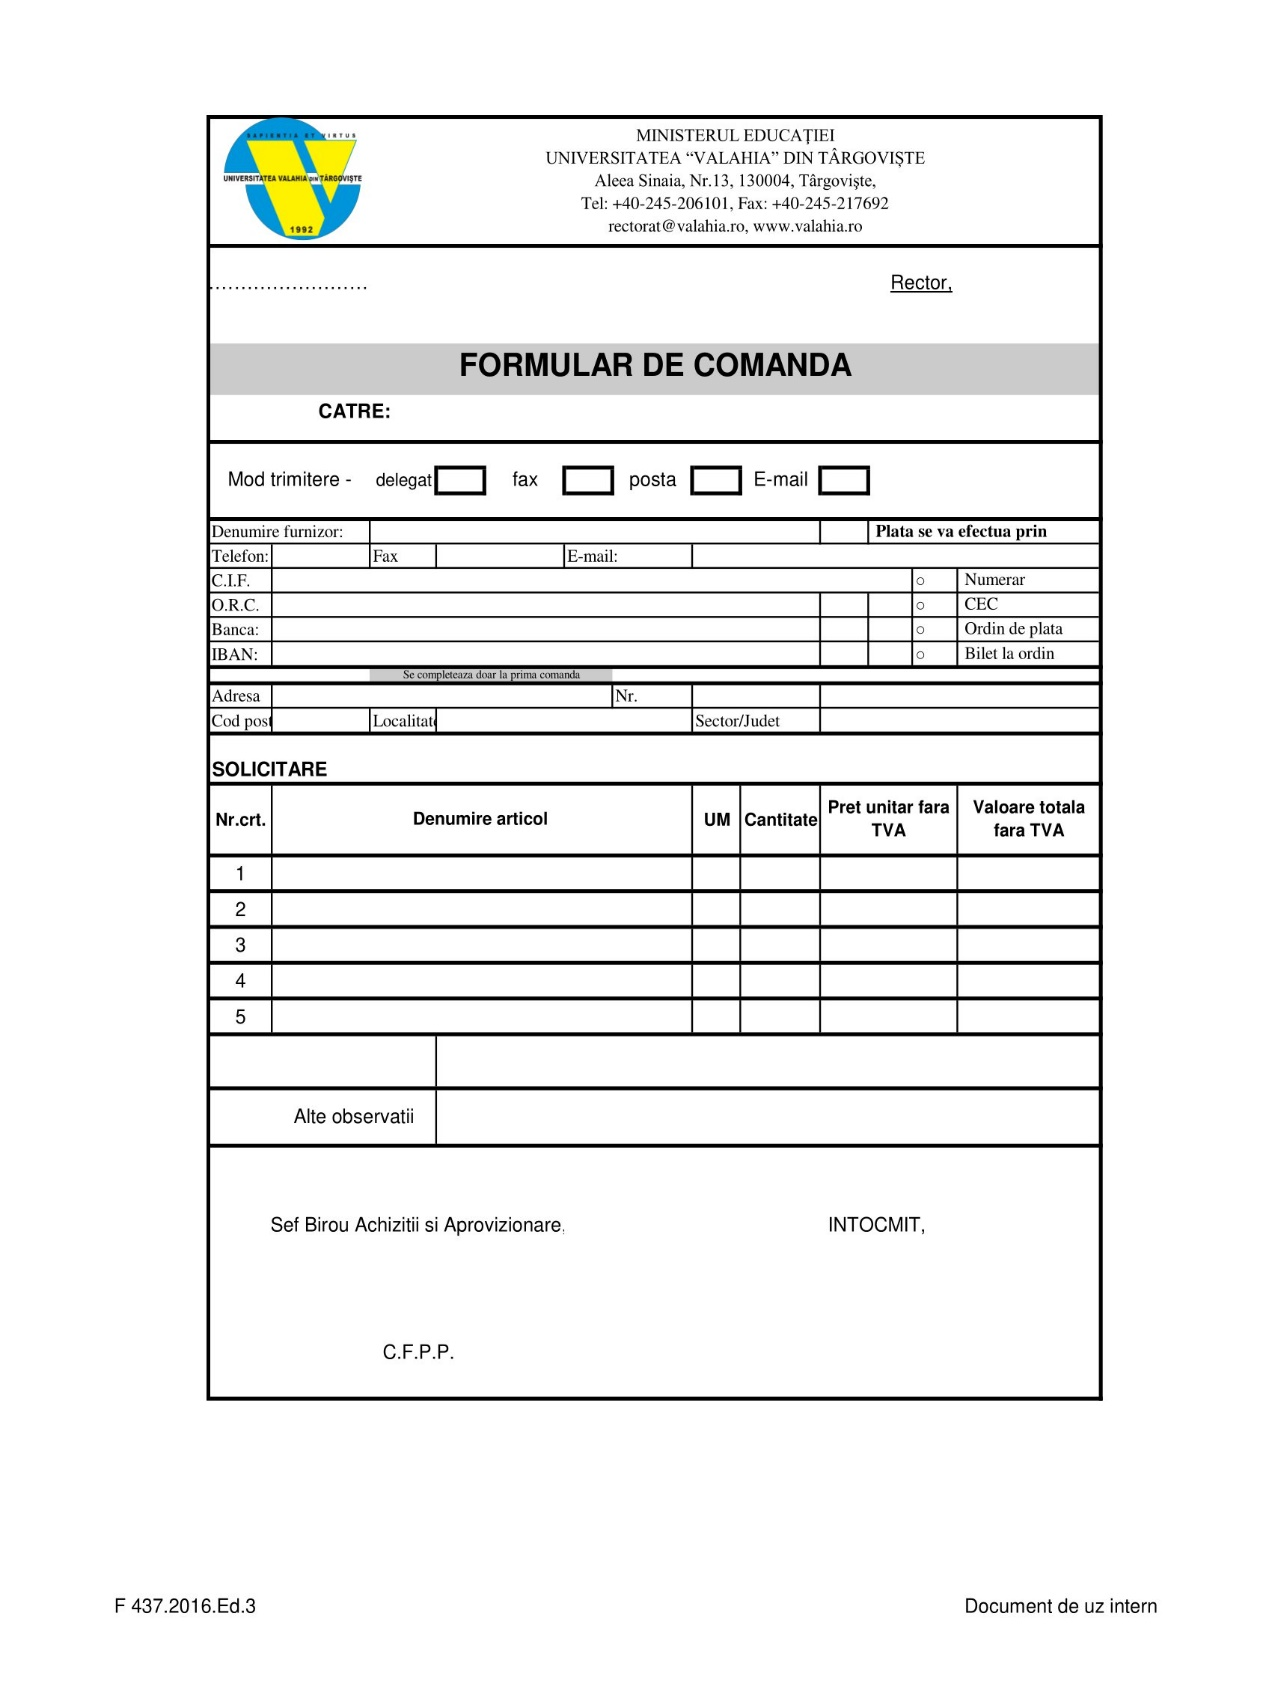 SAPIENTIA ET VIRTUS
UNIVERSITATEA VALAHIA DIN TÂRGOVIŞTE
1992
MINISTERUL EDUCAŢIEI
UNIVERSITATEA “VALAHIA” DIN TÂRGOVIŞTE
Aleea Sinaia, Nr.13, 130004, Târgovişte,
Tel: +40-245-206101, Fax: +40-245-217692
rectorat@valahia.ro, www.valahia.ro
......................... Rector,
FORMULAR DE COMANDA
CATRE:
Mod trimitere - delegat fax posta E-mail
Denumire furnizor: Plata se va efectua prin
Telefon: Fax E-mail:
C.I.F. ○ Numerar
O.R.C. ○ CEC
Banca: ○ Ordin de plata
IBAN: ○ Bilet la ordin
Se completeaza doar la prima comanda
Adresa Nr.
Cod post Localitate Sector/Judet
SOLICITARE
Nr.crt. Denumire articol UM Cantitate Pret unitar fara TVA Valoare totala fara TVA
1
2
3
4
5
Alte observatii
Sef Birou Achizitii si Aprovizionare, INTOCMIT,
C.F.P.P.
F 437.2016.Ed.3 Document de uz intern